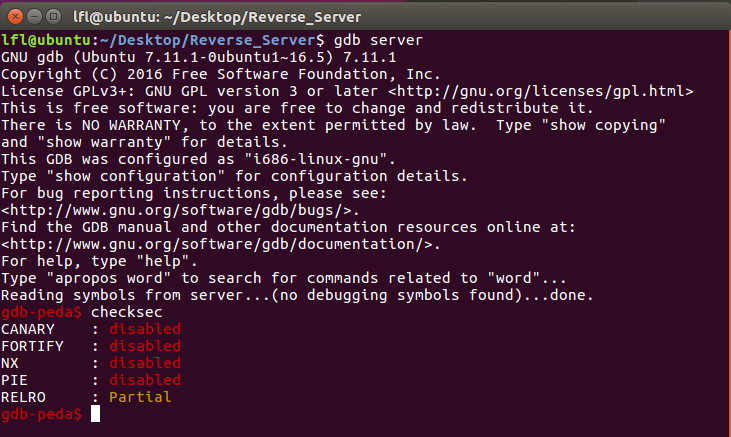 lfl@ubuntu: ~/Desktop/Reverse_Server
lfl@ubuntu:~/Desktop/Reverse_Server$ gdb server
GNU gdb (Ubuntu 7.11.1-0ubuntu1~16.5) 7.11.1
Copyright (C) 2016 Free Software Foundation, Inc.
License GPLv3+: GNU GPL version 3 or later <http://gnu.org/licenses/gpl.html>
This is free software: you are free to change and redistribute it.
There is NO WARRANTY, to the extent permitted by law.  Type "show copying"
and "show warranty" for details.
This GDB was configured as "i686-linux-gnu".
Type "show configuration" for configuration details.
For bug reporting instructions, please see:
<http://www.gnu.org/software/gdb/bugs/>.
Find the GDB manual and other documentation resources online at:
<http://www.gnu.org/software/gdb/documentation/>.
For help, type "help".
Type "apropos word" to search for commands related to "word"...
Reading symbols from server...(no debugging symbols found)...done.
gdb-peda$ checksec
CANARY    : disabled
FORTIFY   : disabled
NX        : disabled
PIE       : disabled
RELRO     : Partial
gdb-peda$